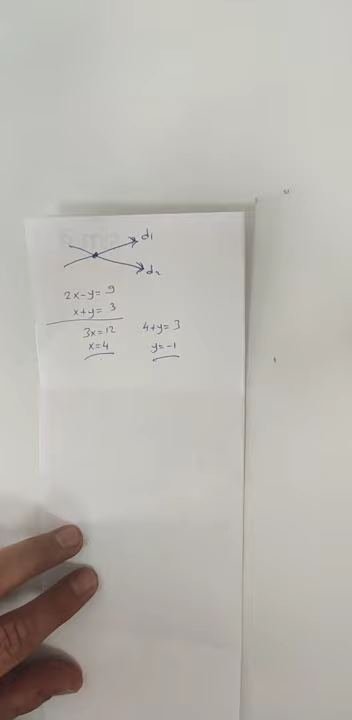 d1
d2
2x-y=9
x+y=3
3x=12
x=4
4+y=3
y=-1